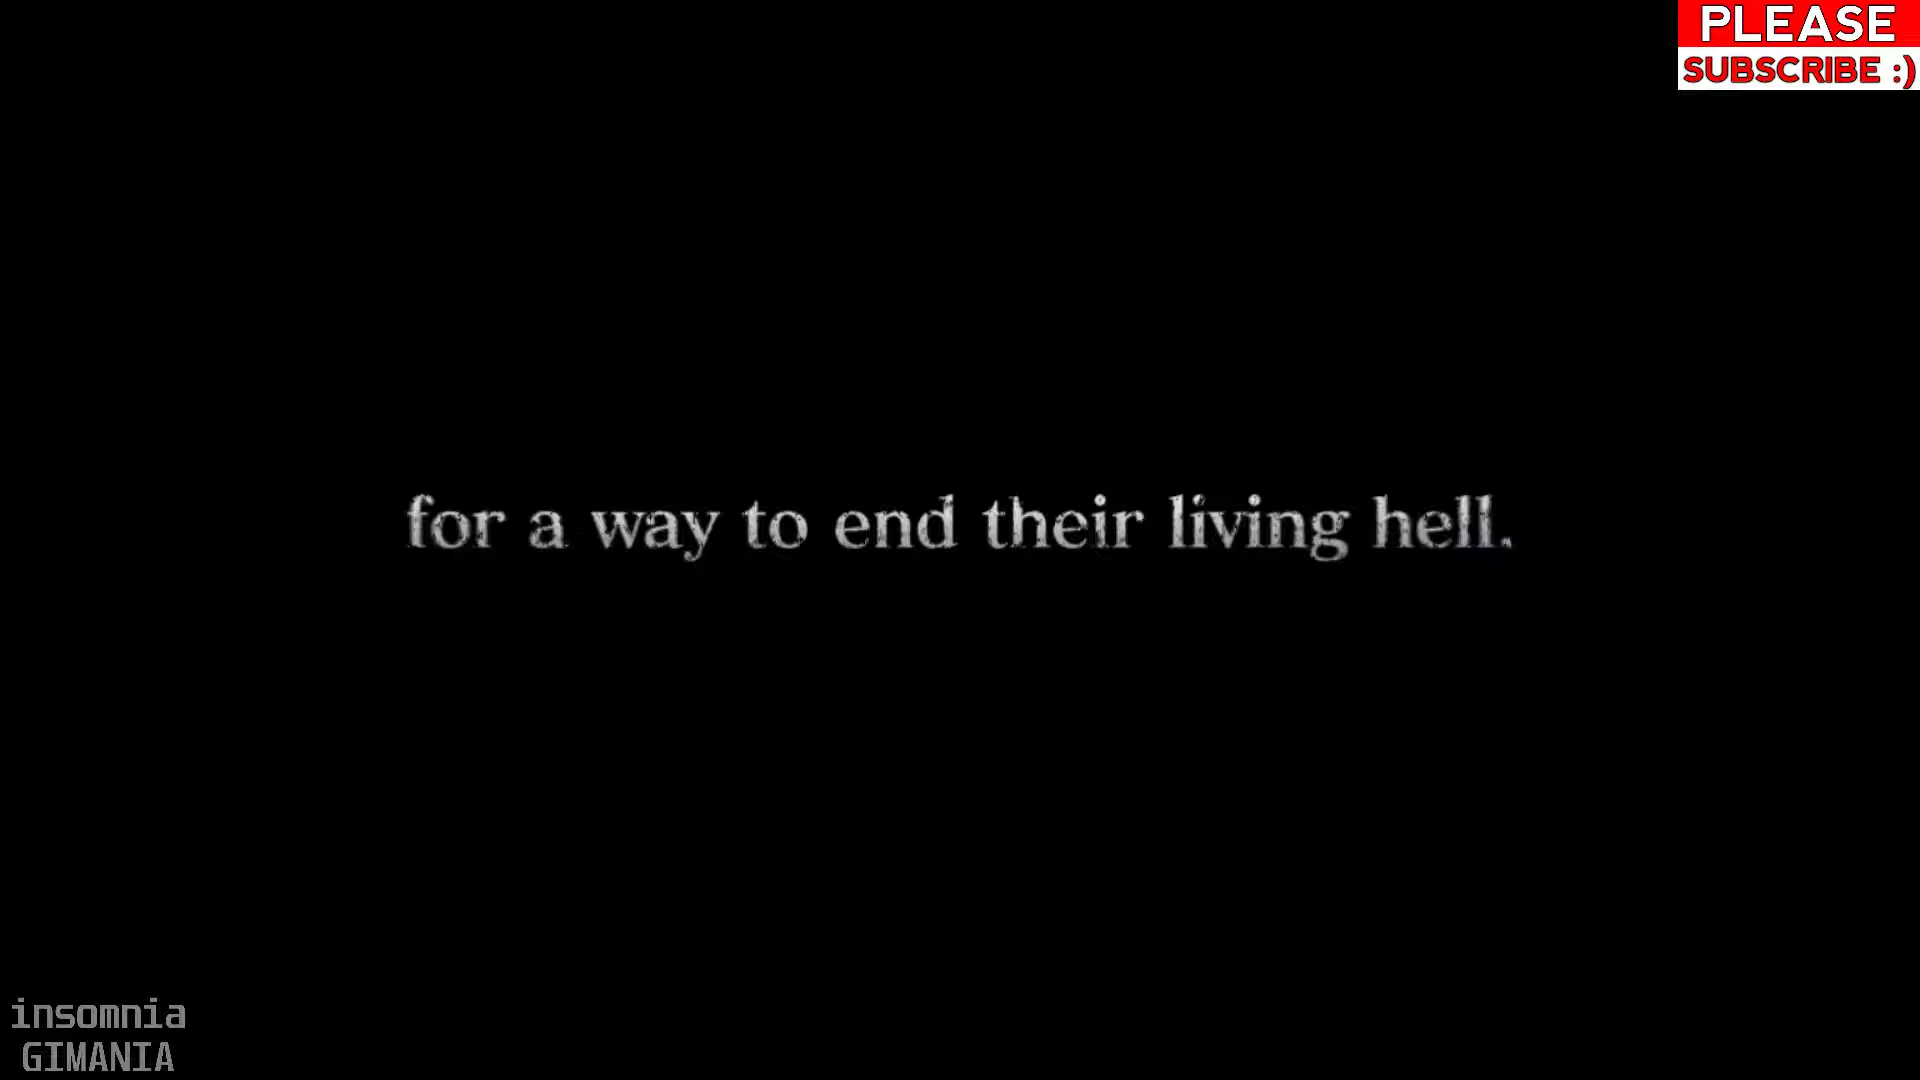 PLEASE
SUBSCRIBE :)
for a way to end their living hell.
insomnia
GIMANIA